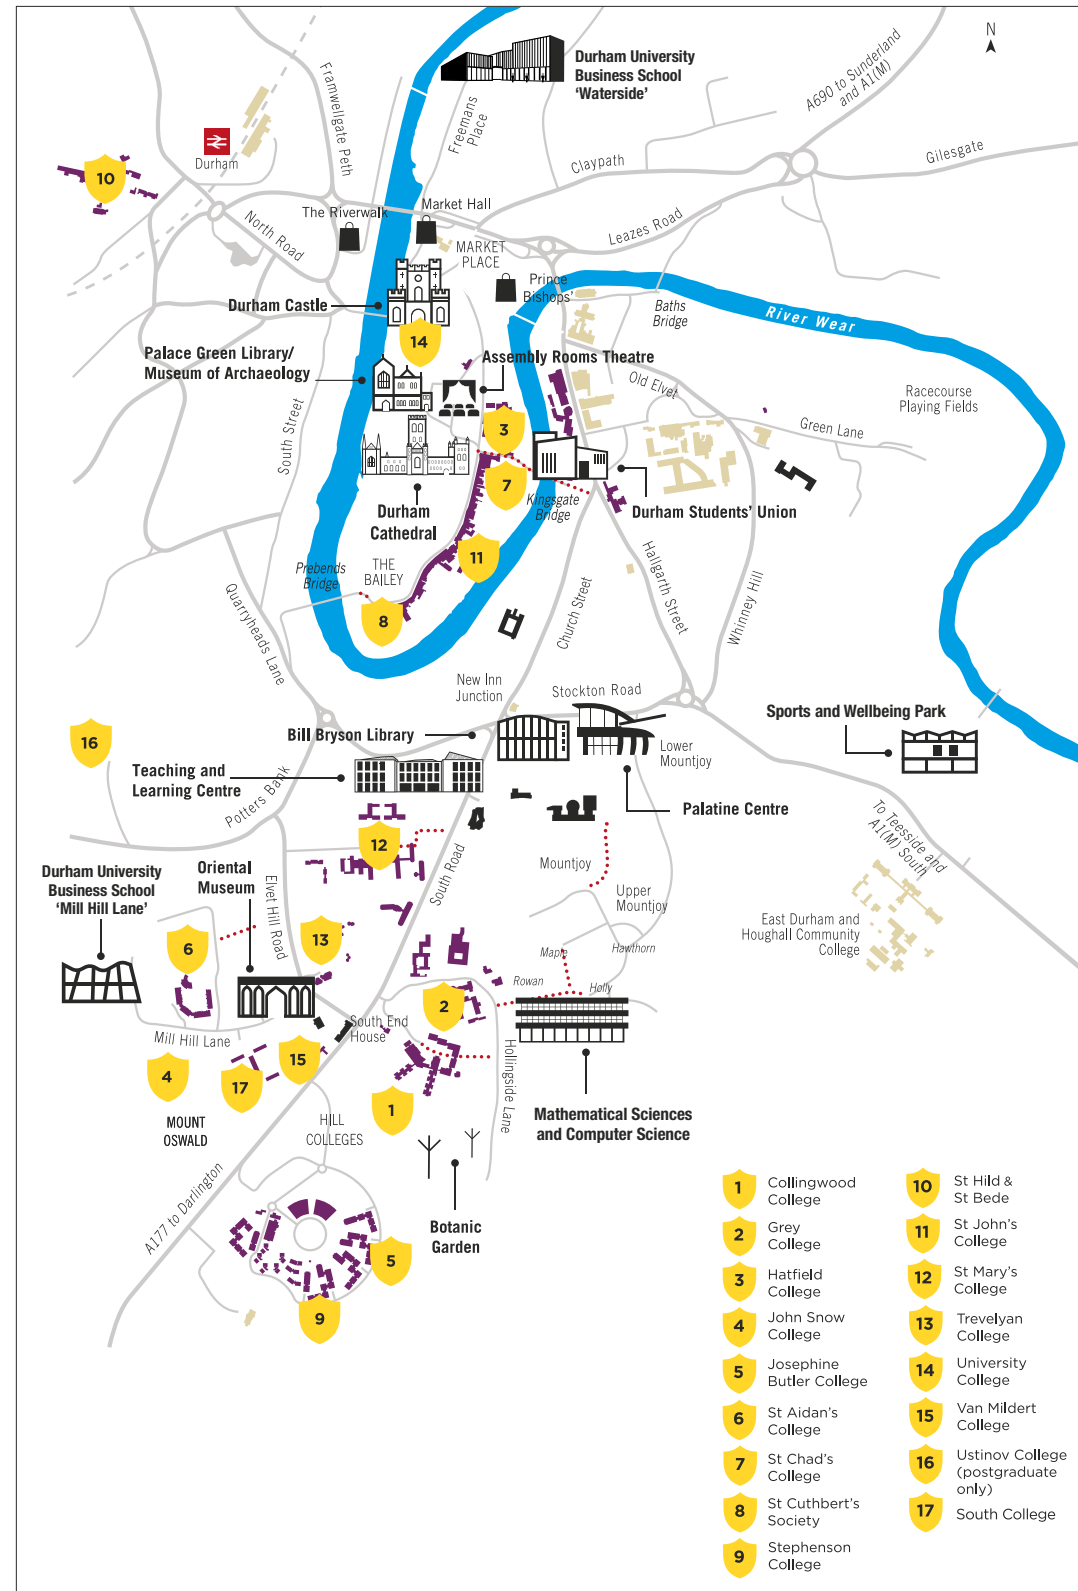 N
Durham University
Business School
'Waterside'
A690 to Sunderland
and A1(M)
Framwellgate Peth
Freemans
Place
Claypath
Gilesgate
Durham
10
North Road
The Riverwalk
Market Hall
MARKET
PLACE
Leazes Road
Prince
Bishops'
Baths
Bridge
River Wear
Durham Castle
14
Palace Green Library/
Museum of Archaeology
Assembly Rooms Theatre
Old Elvet
Racecourse
Playing Fields
Green Lane
South Street
3
7
Kingsgate
Bridge
Durham Students' Union
Durham
Cathedral
11
Prebends
Bridge
THE
BAILEY
8
Quarryheads Lane
Church Street
Hallgarth Street
Whinney Hill
New Inn
Junction
Stockton Road
Sports and Wellbeing Park
16
Bill Bryson Library
Lower
Mountjoy
Teaching and
Learning Centre
Potters Bank
Palatine Centre
To Teesside and
A1(M) South
12
South Road
Mountjoy
Upper
Mountjoy
Durham University
Business School
'Mill Hill Lane'
Oriental
Museum
Elvet Hill Road
East Durham and
Houghall Community
College
6
13
Maple
Hawthorn
Rowan
Holly
2
South End
House
Mill Hill Lane
15
4
17
Hollingside Lane
1
MOUNT
OSWALD
HILL
COLLEGES
Mathematical Sciences
and Computer Science
A177 to Darlington
Botanic
Garden
5
9
1 Collingwood
College
2 Grey
College
3 Hatfield
College
4 John Snow
College
5 Josephine
Butler College
6 St Aidan's
College
7 St Chad's
College
8 St Cuthbert's
Society
9 Stephenson
College
10 St Hild &
St Bede
11 St John's
College
12 St Mary's
College
13 Trevelyan
College
14 University
College
15 Van Mildert
College
16 Ustinov College
(postgraduate
only)
17 South College